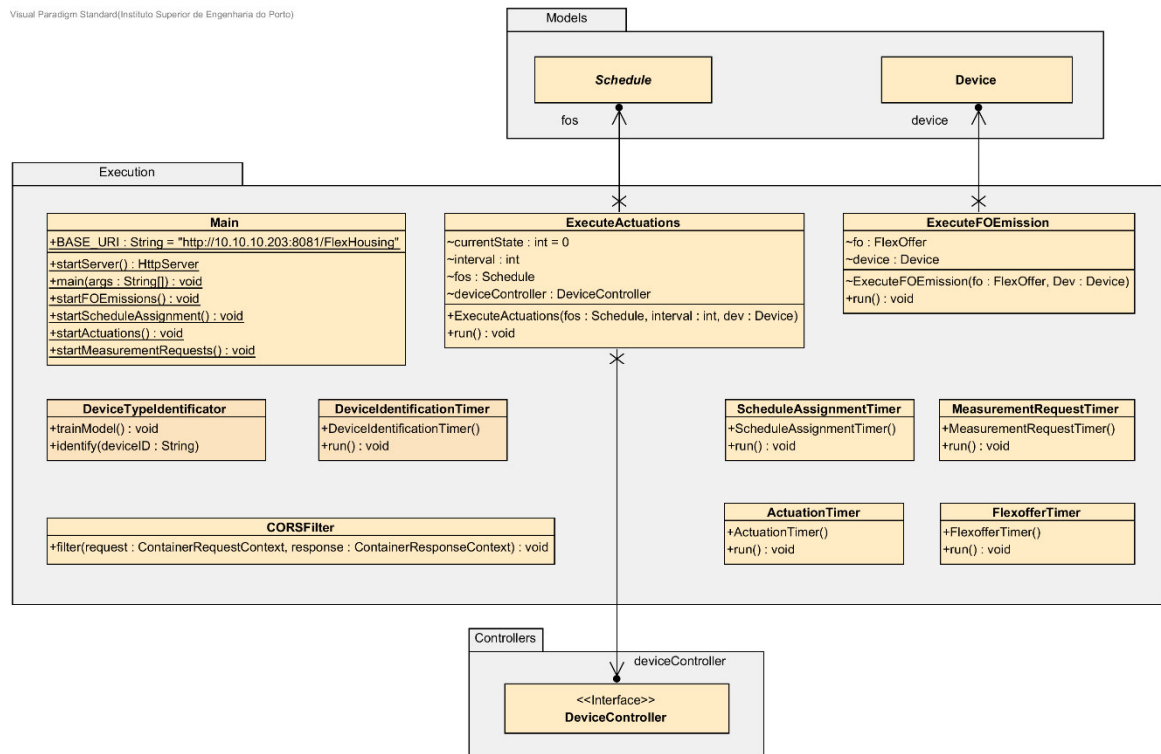 Visual Paradigm Standard(Instituto Superior de Engenharia do Porto)
Models
Schedule
Device
fos
device
Execution
Main
+BASE_URI : String = "http://10.10.10.203:8081/FlexHousing"
+startServer() : HttpServer
+main(args : String[]) : void
+startFOEmissions() : void
+startScheduleAssignment() : void
+startActuations() : void
+startMeasurementRequests() : void
ExecuteActuations
~currentState : int = 0
~interval : int
~fos : Schedule
~deviceController : DeviceController
+ExecuteActuations(fos : Schedule, interval : int, dev : Device)
+run() : void
ExecuteFOEmission
~fo : FlexOffer
~device : Device
~ExecuteFOEmission(fo : FlexOffer, Dev : Device)
+run() : void
DeviceTypeIdentificator
+trainModel() : void
+identify(deviceID : String)
DeviceIdentificationTimer
+DeviceIdentificationTimer()
+run() : void
ScheduleAssignmentTimer
+ScheduleAssignmentTimer()
+run() : void
MeasurementRequestTimer
+MeasurementRequestTimer()
+run() : void
CORSFilter
+filter(request : ContainerRequestContext, response : ContainerResponseContext) : void
ActuationTimer
+ActuationTimer()
+run() : void
FlexofferTimer
+FlexofferTimer()
+run() : void
Controllers
deviceController
<<Interface>>
DeviceController